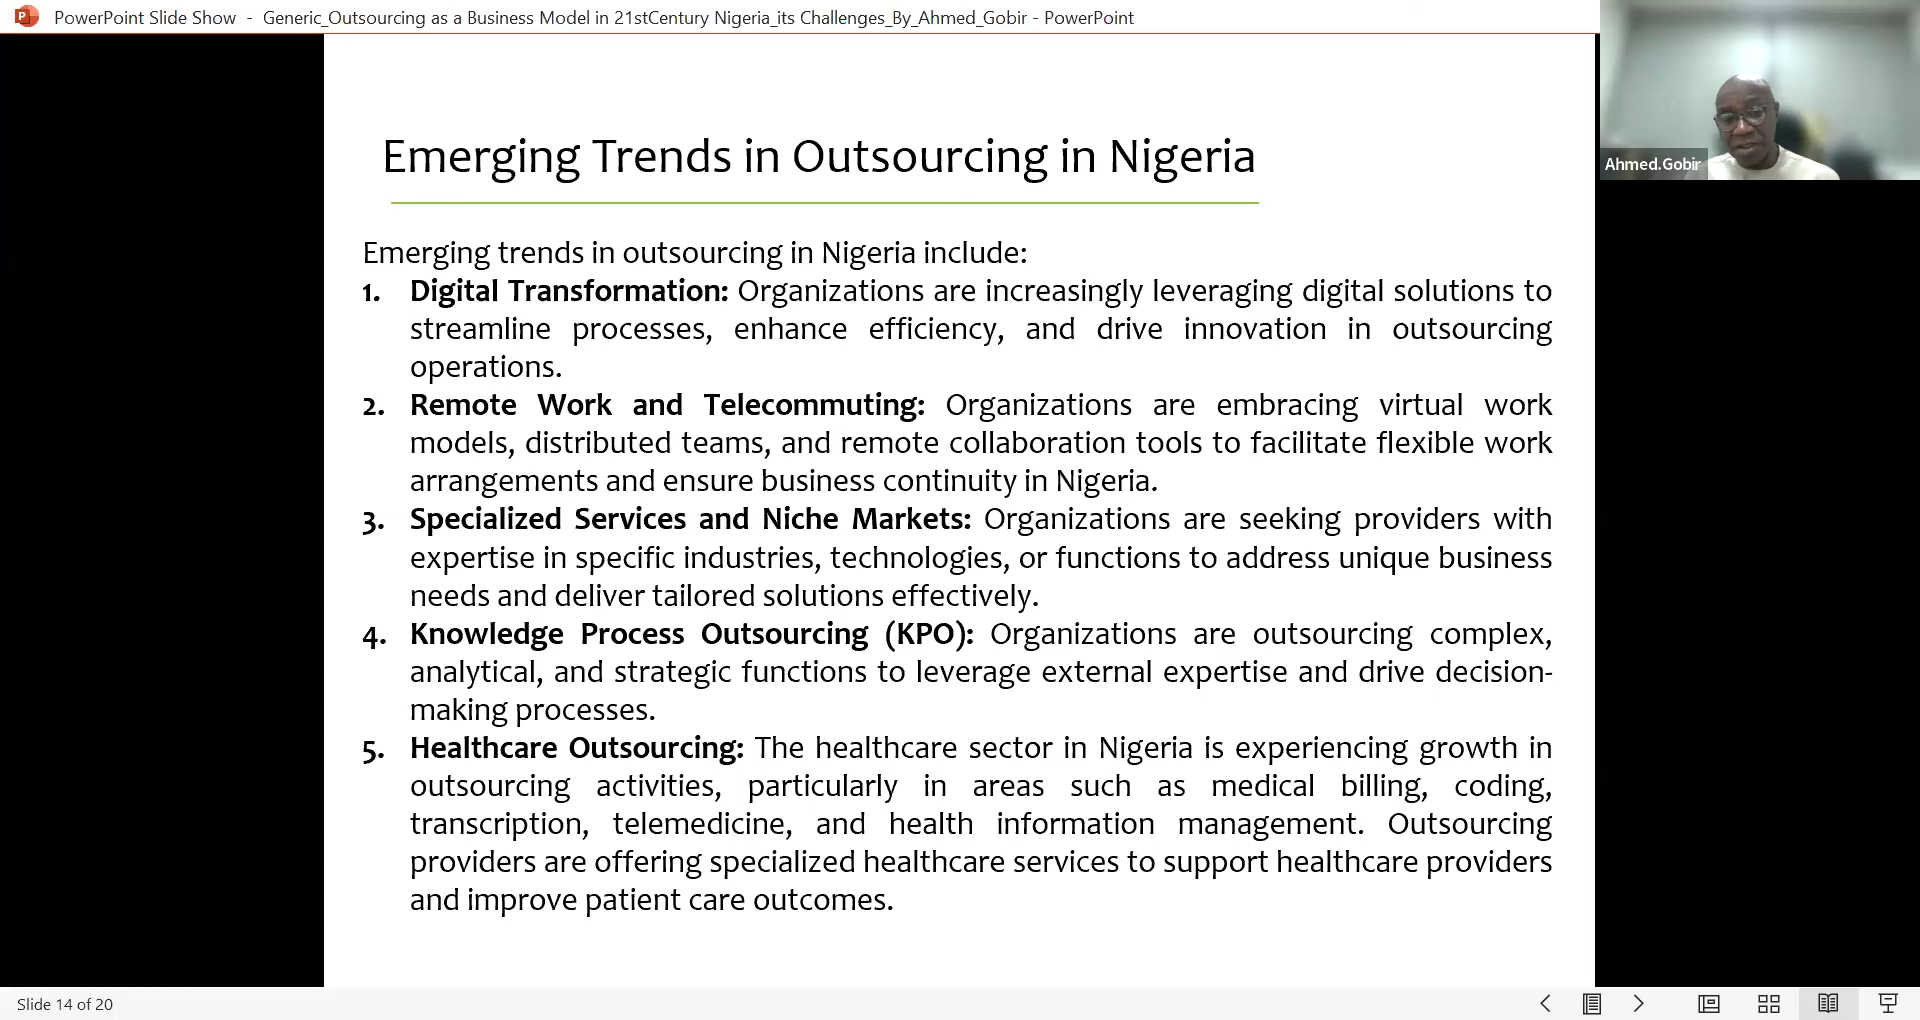 PowerPoint Slide Show - Generic_Outsourcing as a Business Model in 21stCentury Nigeria_its Challenges_By_Ahmed_Gobir - PowerPoint
Ahmed.Gobir
Emerging Trends in Outsourcing in Nigeria
Emerging trends in outsourcing in Nigeria include:
1. Digital Transformation: Organizations are increasingly leveraging digital solutions to
streamline processes, enhance efficiency, and drive innovation in outsourcing
operations.
2. Remote Work and Telecommuting: Organizations are embracing virtual work
models, distributed teams, and remote collaboration tools to facilitate flexible work
arrangements and ensure business continuity in Nigeria.
3. Specialized Services and Niche Markets: Organizations are seeking providers with
expertise in specific industries, technologies, or functions to address unique business
needs and deliver tailored solutions effectively.
4. Knowledge Process Outsourcing (KPO): Organizations are outsourcing complex,
analytical, and strategic functions to leverage external expertise and drive decision-
making processes.
5. Healthcare Outsourcing: The healthcare sector in Nigeria is experiencing growth in
outsourcing activities, particularly in areas such as medical billing, coding,
transcription, telemedicine, and health information management. Outsourcing
providers are offering specialized healthcare services to support healthcare providers
and improve patient care outcomes.
Slide 14 of 20